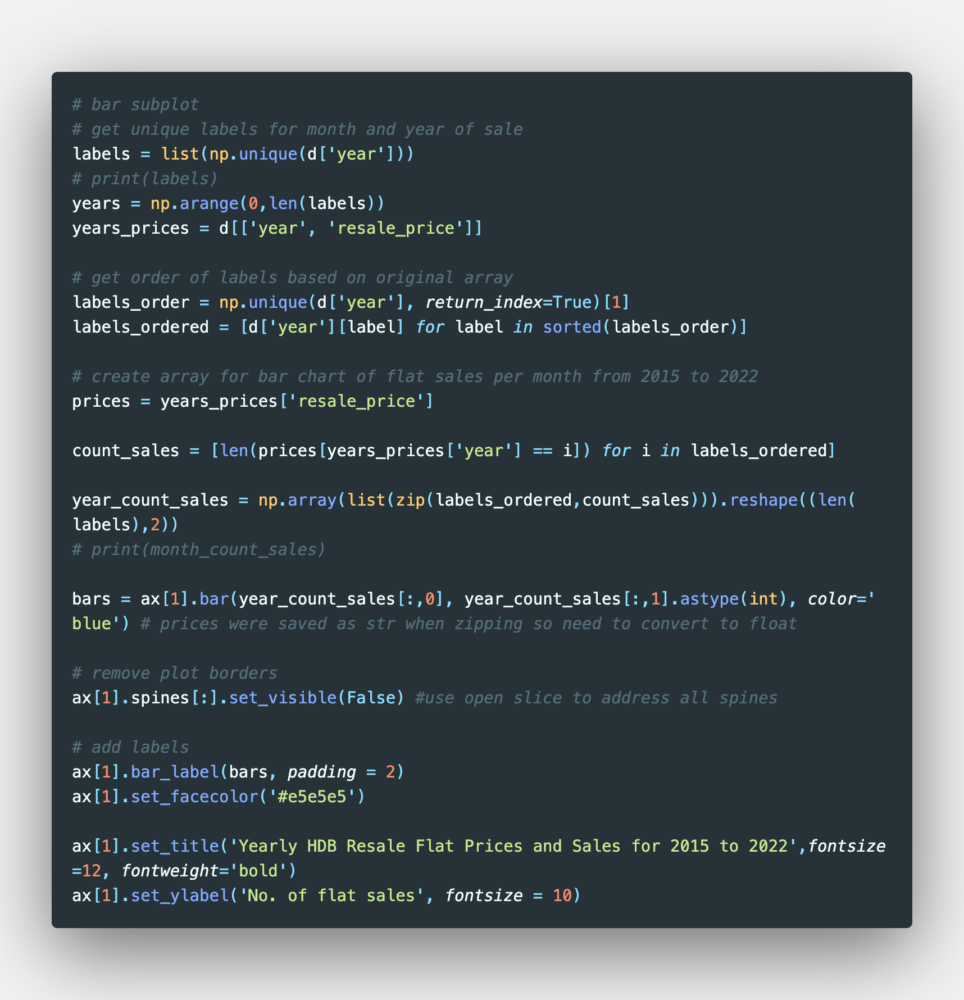 # bar subplot
# get unique labels for month and year of sale
labels = list(np.unique(d['year']))
# print(labels)
years = np.arange(0,len(labels))
years_prices = d[['year', 'resale_price']]
# get order of labels based on original array
labels_order = np.unique(d['year'], return_index=True)[1]
labels_ordered = [d['year'][label] for label in sorted(labels_order)]
# create array for bar chart of flat sales per month from 2015 to 2022
prices = years_prices['resale_price']
count_sales = [len(prices[years_prices['year'] == i]) for i in labels_ordered]
year_count_sales = np.array(list(zip(labels_ordered,count_sales))).reshape((len(
labels),2))
# print(month_count_sales)
bars = ax[1].bar(year_count_sales[:,0], year_count_sales[:,1].astype(int), color='
blue') # prices were saved as str when zipping so need to convert to float
# remove plot borders
ax[1].spines[:].set_visible(False) #use open slice to address all spines
# add labels
ax[1].bar_label(bars, padding = 2)
ax[1].set_facecolor('#e5e5e5')
ax[1].set_title('Yearly HDB Resale Flat Prices and Sales for 2015 to 2022',fontsize
=12, fontweight='bold')
ax[1].set_ylabel('No. of flat sales', fontsize = 10)